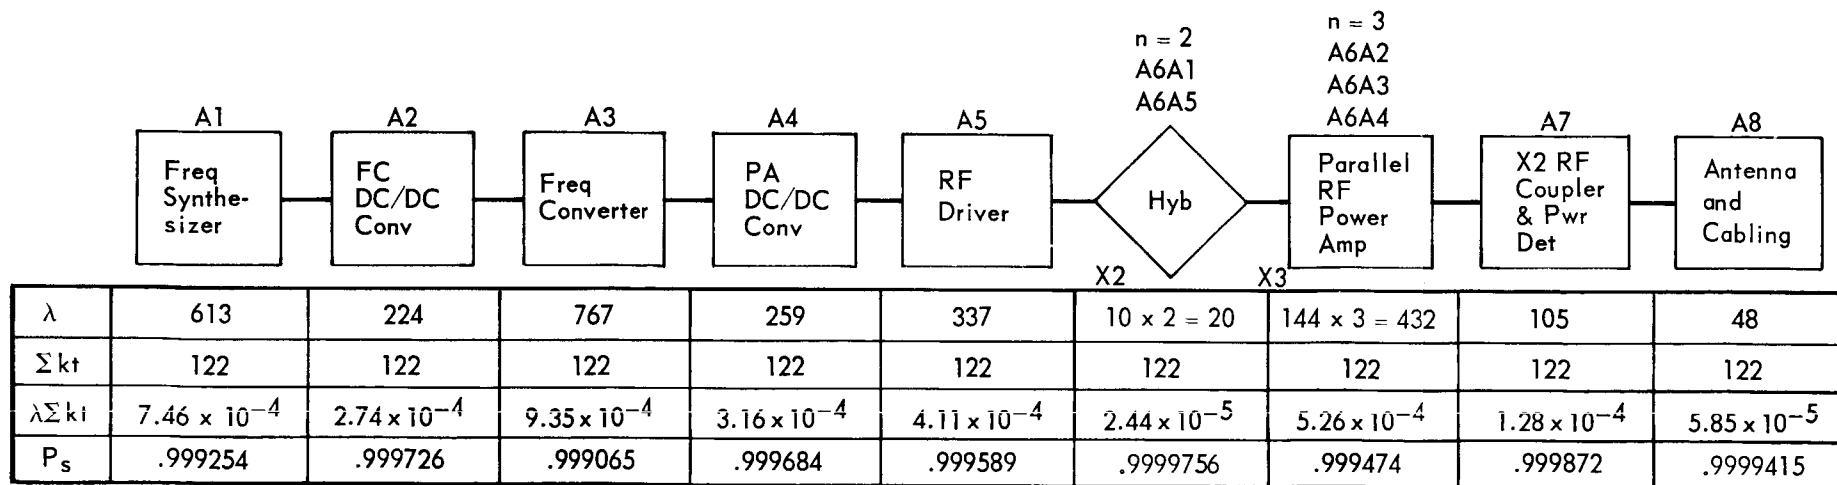 n = 2
A6A1
A6A5
n = 3
A6A2
A6A3
A6A4
A1
A2
A3
A4
A5
A7
A8
Freq
Synthe-
sizer
FC
DC/DC
Conv
Freq
Converter
PA
DC/DC
Conv
RF
Driver
Hyb
Parallel
RF
Power
Amp
X2 RF
Coupler
& Pwr
Det
Antenna
and
Cabling
X2
X3
λ 613 224 767 259 337 10 x 2 = 20 144 x 3 = 432 105 48
Σkt 122 122 122 122 122 122 122 122 122
λΣkt 7.46 x 10⁻⁴ 2.74 x 10⁻⁴ 9.35 x 10⁻⁴ 3.16 x 10⁻⁴ 4.11 x 10⁻⁴ 2.44 x 10⁻⁵ 5.26 x 10⁻⁴ 1.28 x 10⁻⁴ 5.85 x 10⁻⁵
Pₛ .999254 .999726 .999065 .999684 .999589 .9999756 .999474 .999872 .9999415